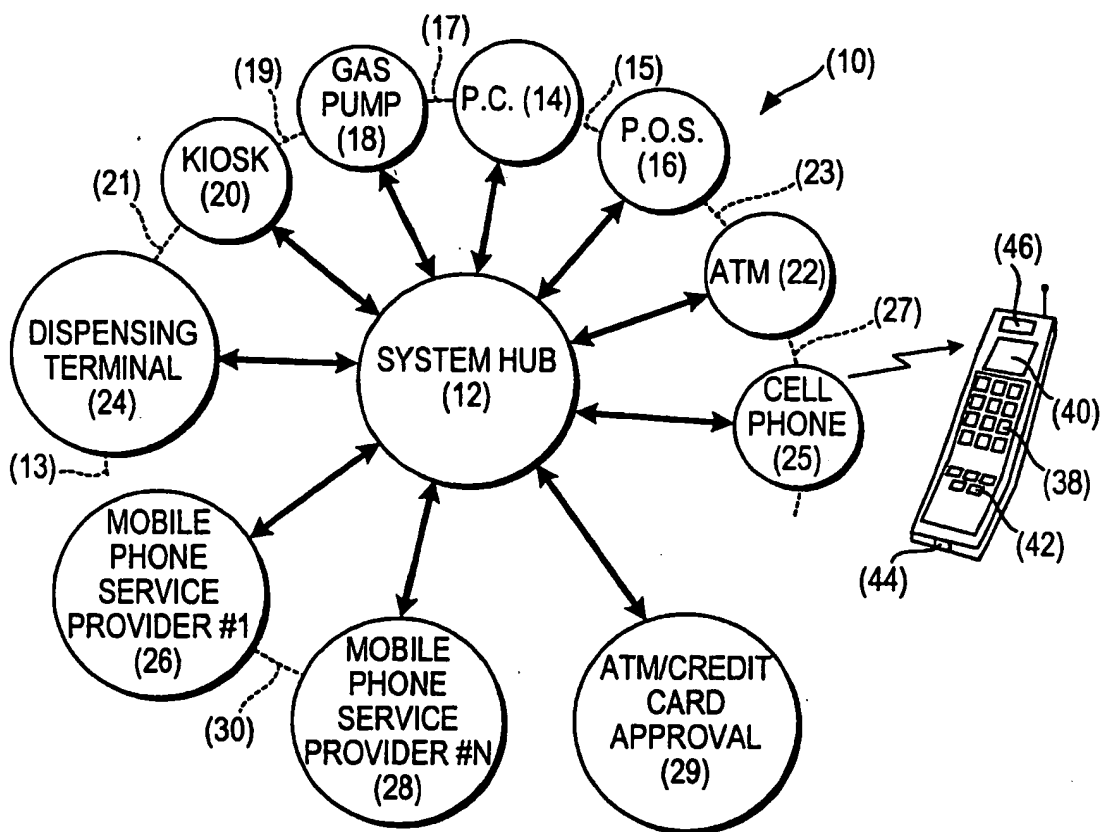 (17)
(10)
(19)
GAS
PUMP
(18)
P.C. (14)
(15)
P.O.S.
(16)
(21)
KIOSK
(20)
(23)
ATM (22)
(46)
(27)
DISPENSING
TERMINAL
(24)
SYSTEM HUB
(12)
CELL
PHONE
(25)
(40)
(38)
(42)
(44)
(13)
MOBILE
PHONE
SERVICE
PROVIDER #1
(26)
(30)
MOBILE
PHONE
SERVICE
PROVIDER #N
(28)
ATM/CREDIT
CARD
APPROVAL
(29)